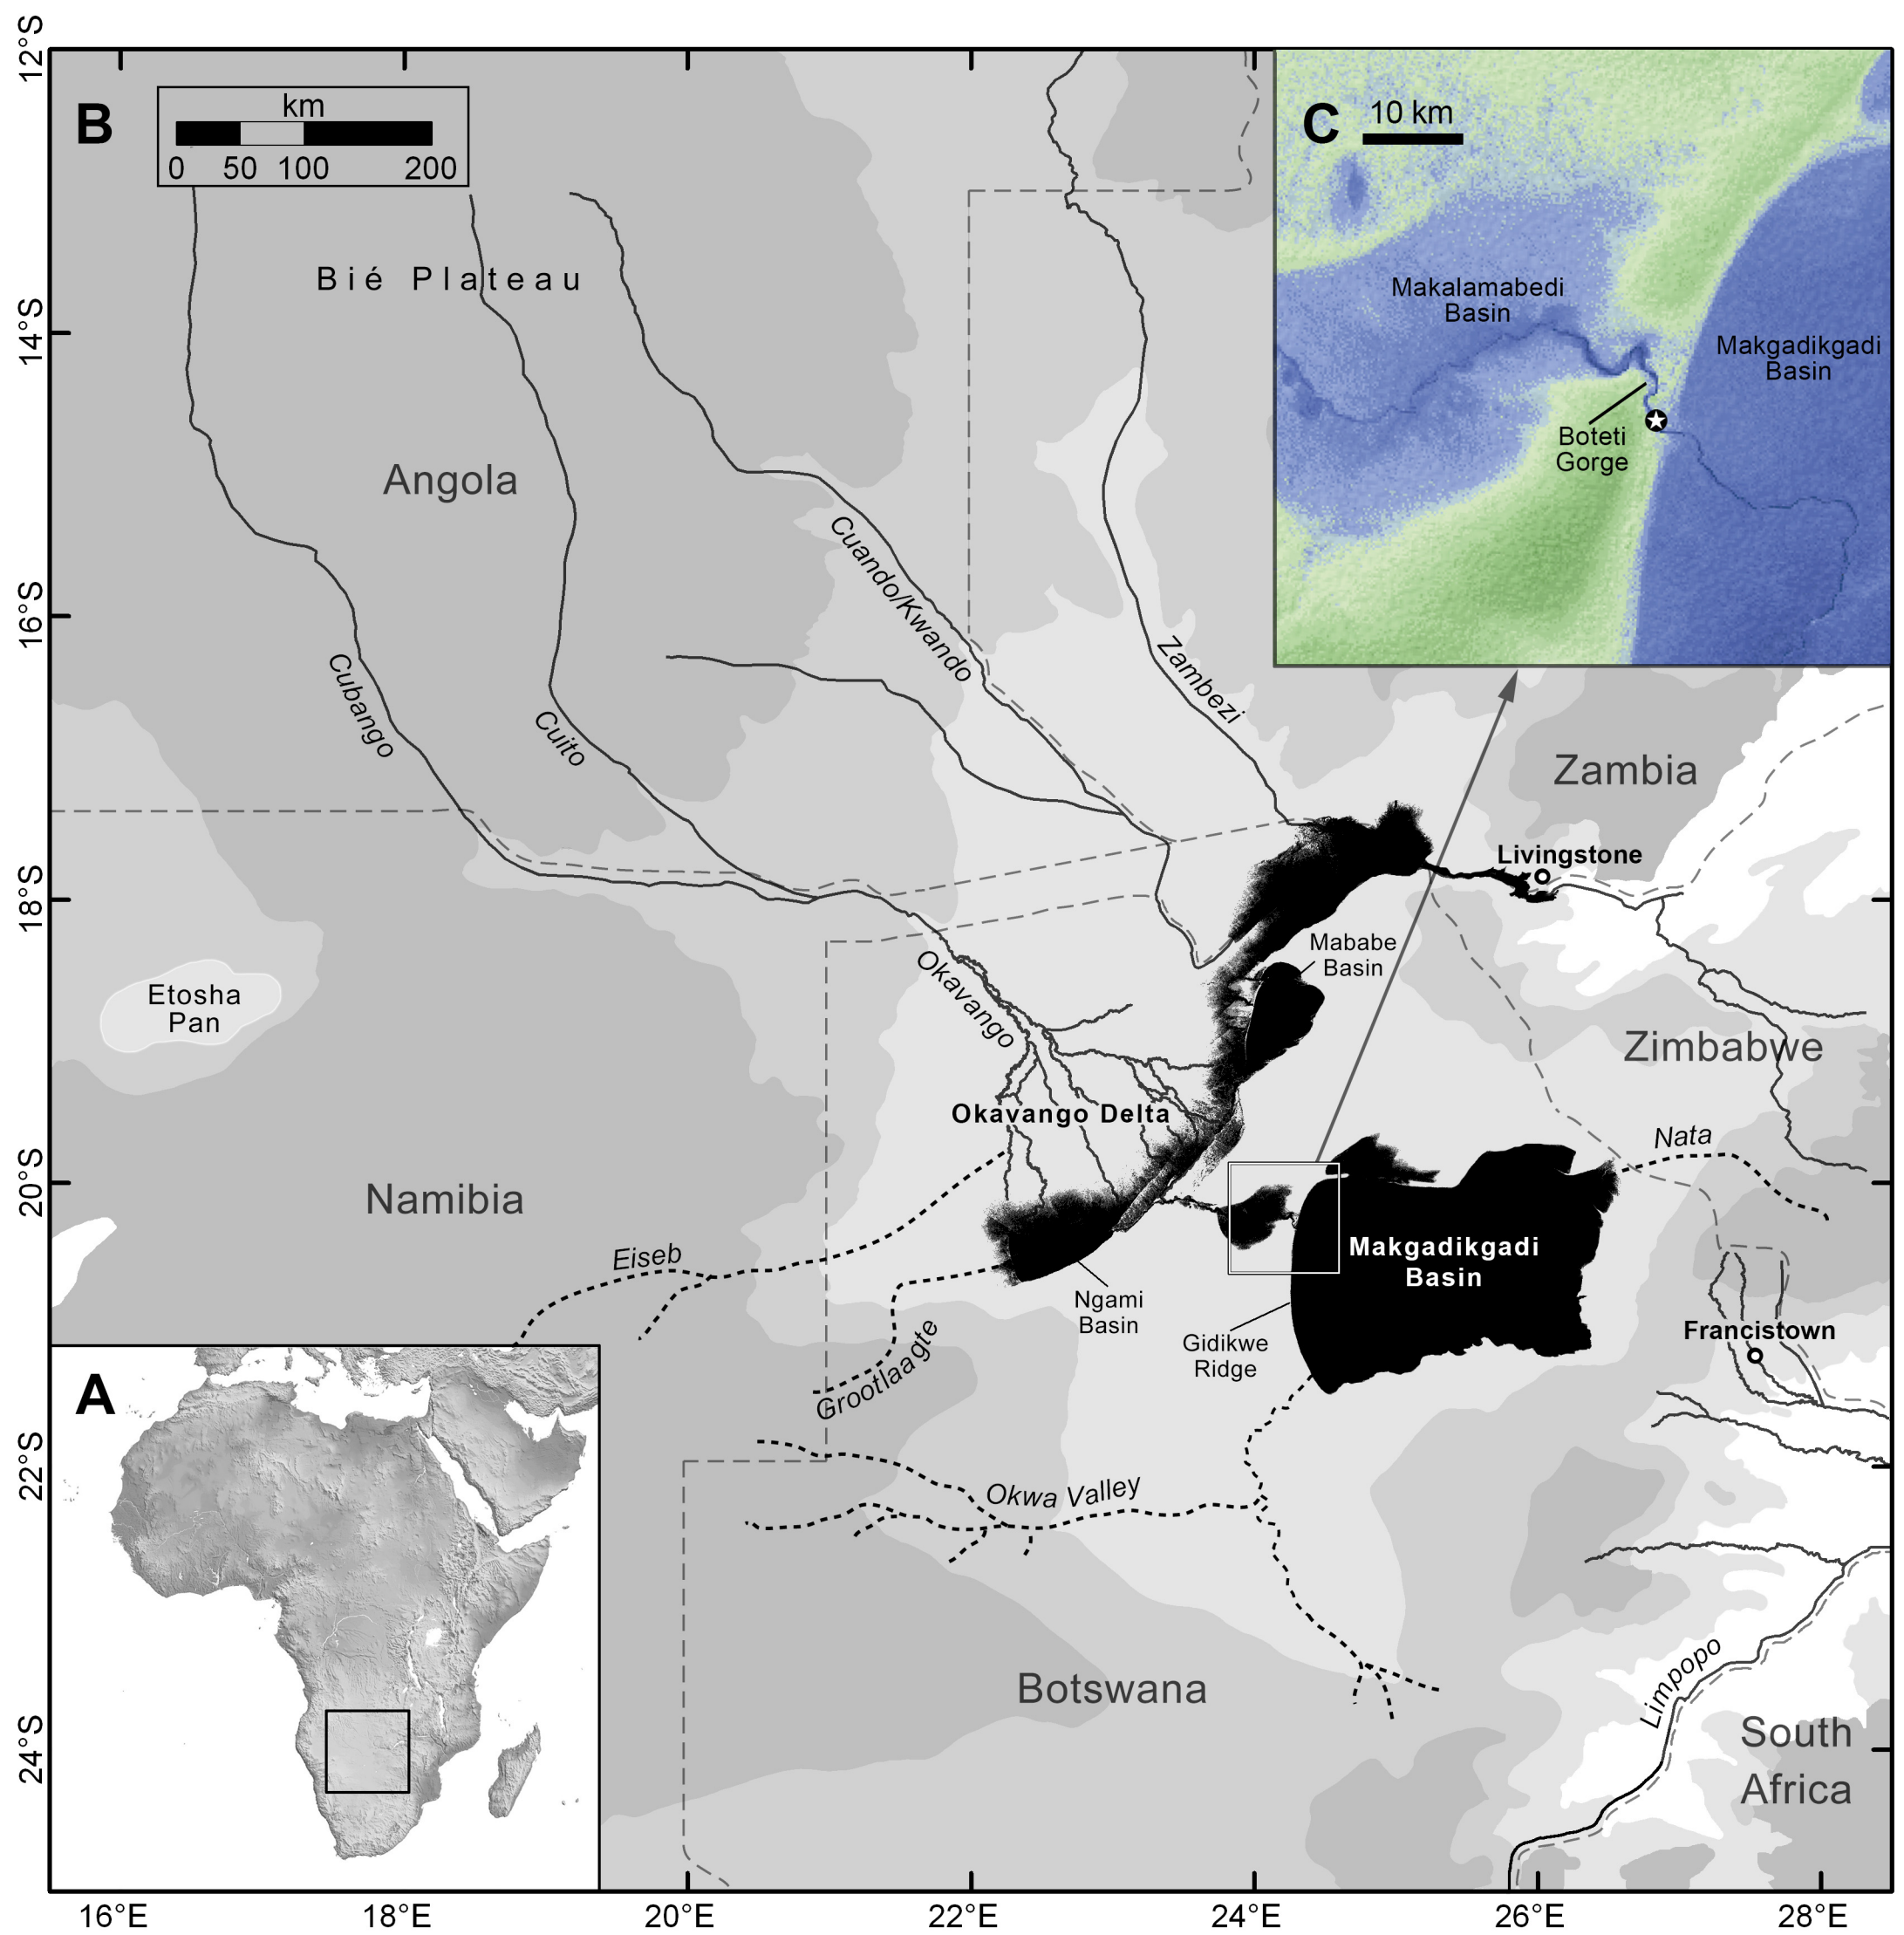 12°S
14°S
16°S
18°S
20°S
22°S
24°S
B
km
0 50 100 200
Bié Plateau
Angola
Cubango
Cuito
Cuando/Kwando
Zambezi
C
10 km
Makalamabedi
Basin
Makgadikgadi
Basin
Boteti
Gorge
Zambia
Livingstone
Mababe
Basin
Okavango
Etosha
Pan
Zimbabwe
Okavango Delta
Nata
Namibia
Eiseb
Makgadikgadi
Basin
Ngami
Basin
Gidikwe
Ridge
Grootlaagte
Francistown
A
Okwa Valley
Botswana
Limpopo
South
Africa
16°E
18°E
20°E
22°E
24°E
26°E
28°E